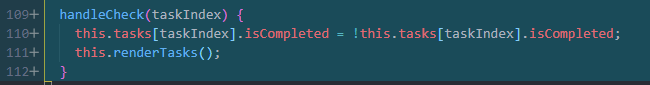 109+ handleCheck(taskIndex) {
110+ this.tasks[taskIndex].isCompleted = !this.tasks[taskIndex].isCompleted;
111+ this.renderTasks();
112+ }